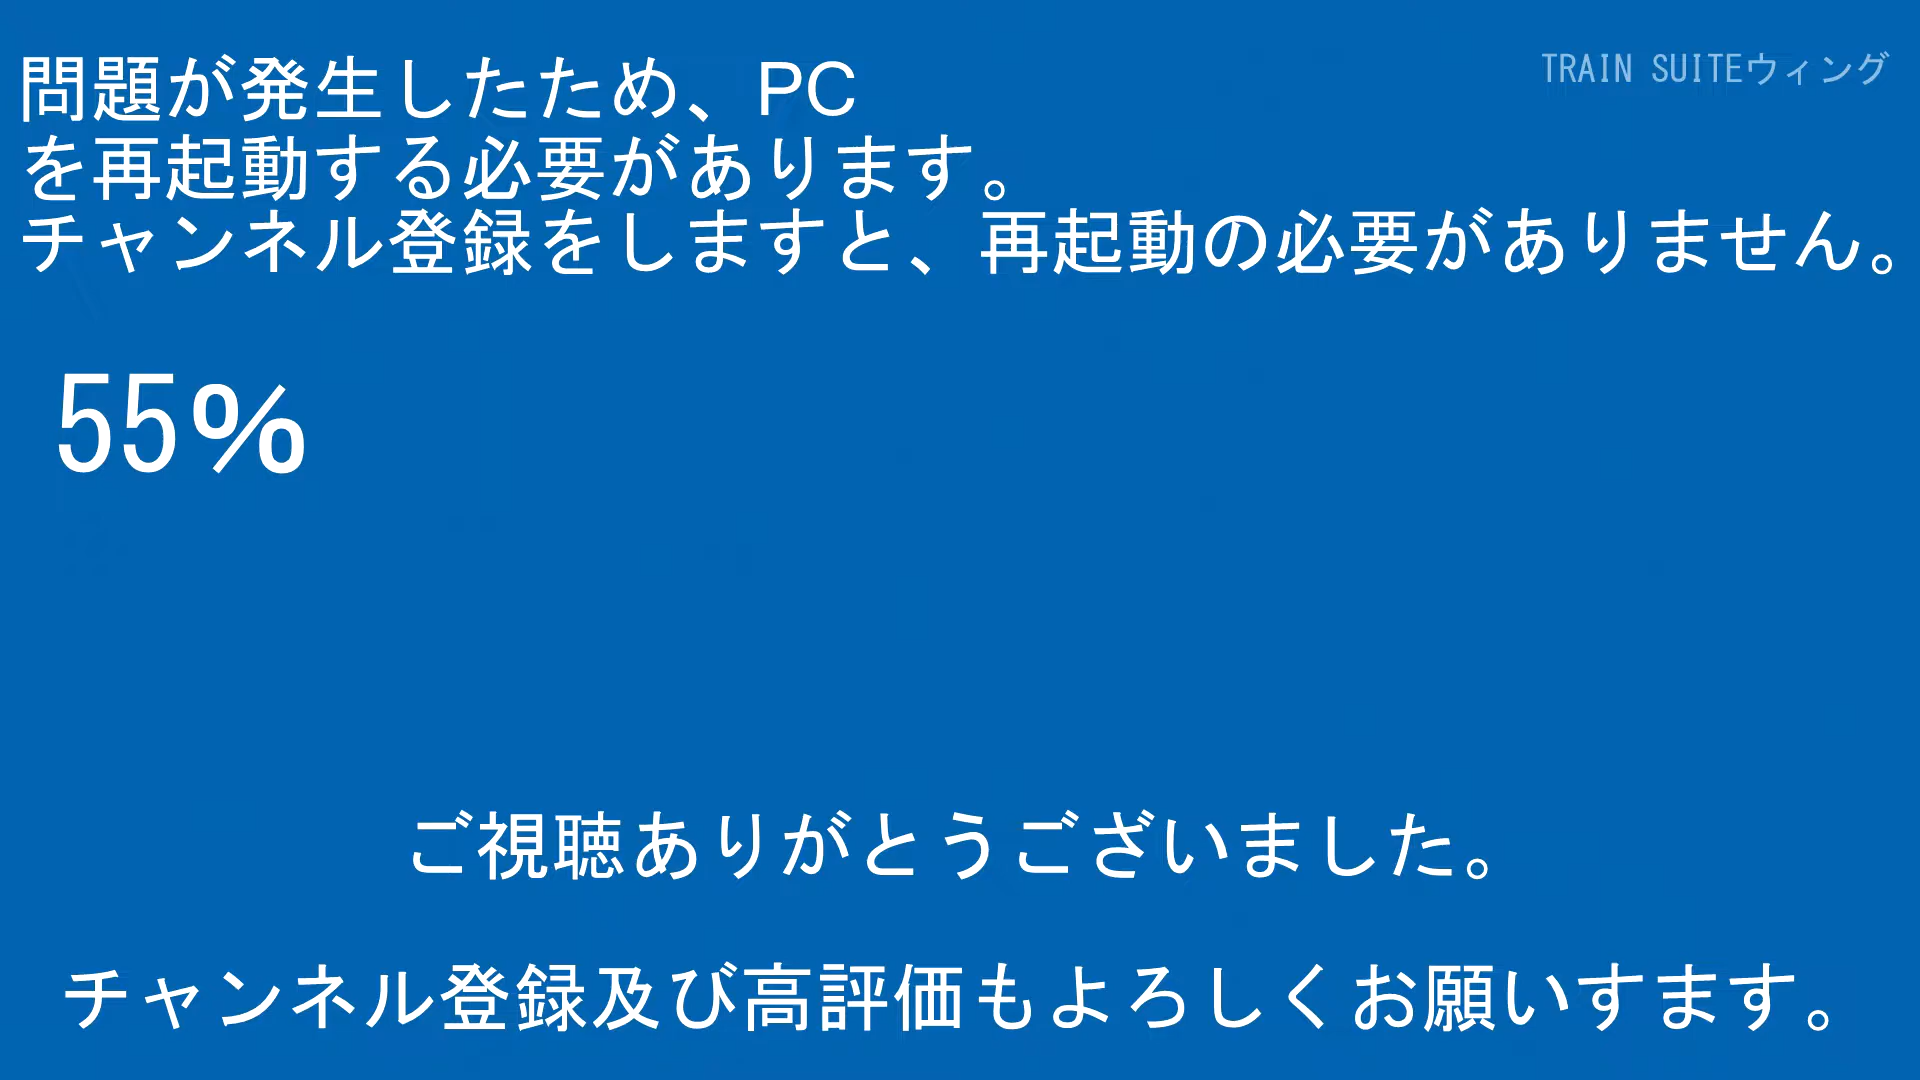 TRAIN SUITEウィング
問題が発生したため、PC
を再起動する必要があります。
チャンネル登録をしますと、再起動の必要がありません。
55%
ご視聴ありがとうございました。
チャンネル登録及び高評価もよろしくお願いすます。